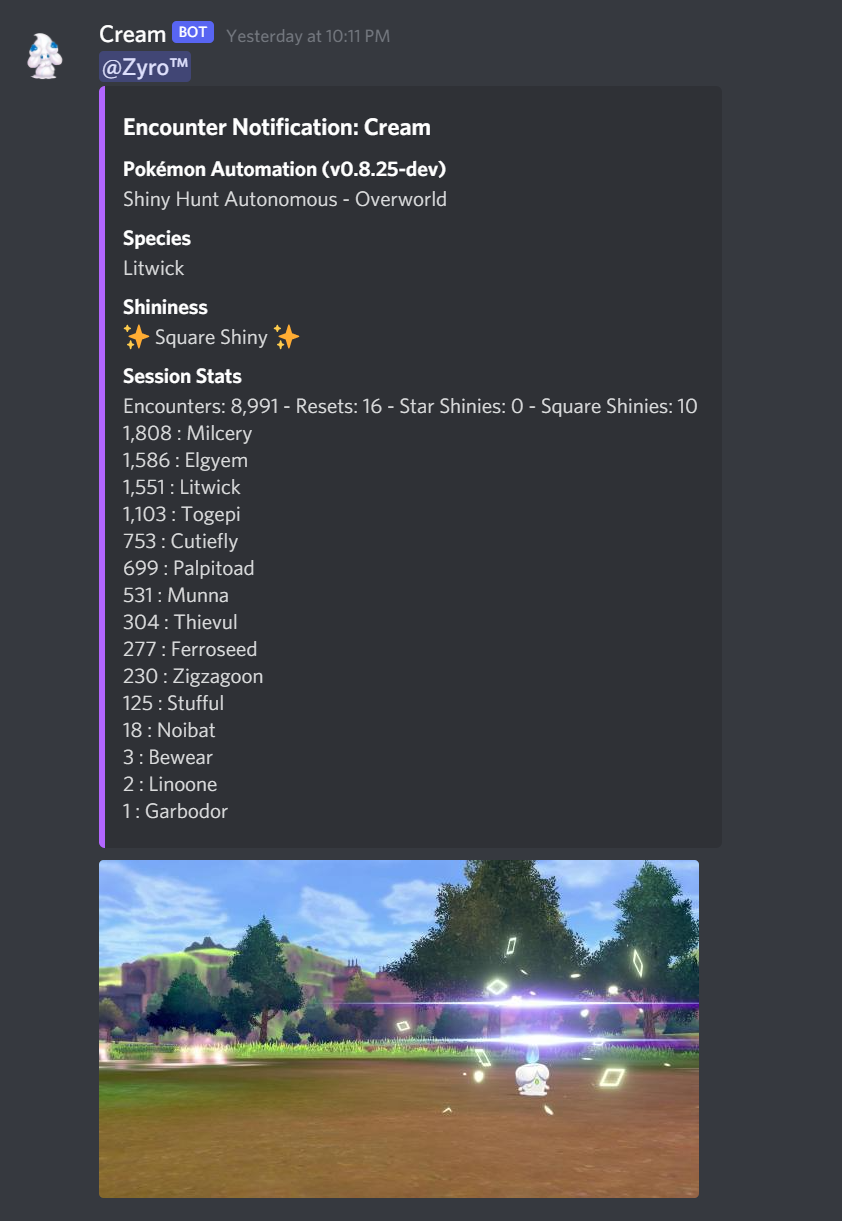 Cream BOT Yesterday at 10:11 PM
@Zyro™
Encounter Notification: Cream
Pokémon Automation (v0.8.25-dev)
Shiny Hunt Autonomous - Overworld
Species
Litwick
Shininess
✨ Square Shiny ✨
Session Stats
Encounters: 8,991 - Resets: 16 - Star Shinies: 0 - Square Shinies: 10
1,808 : Milcery
1,586 : Elgyem
1,551 : Litwick
1,103 : Togepi
753 : Cutiefly
699 : Palpitoad
531 : Munna
304 : Thievul
277 : Ferroseed
230 : Zigzagoon
125 : Stufful
18 : Noibat
3 : Bewear
2 : Linoone
1 : Garbodor